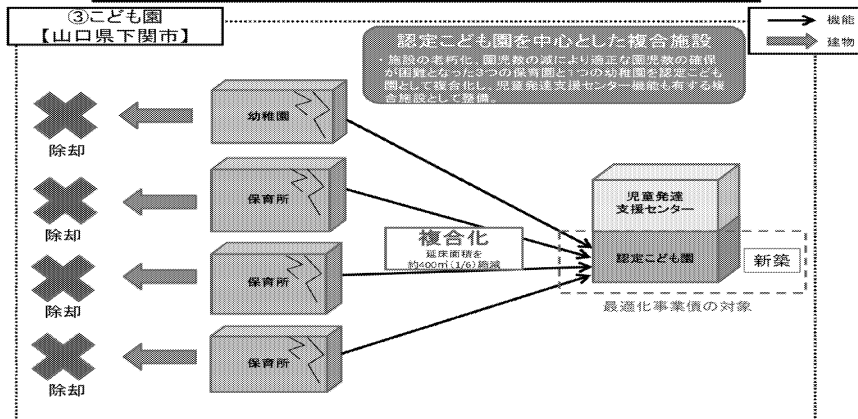 ③こども園
【山口県下関市】
機能
建物
認定こども園を中心とした複合施設
・施設の老朽化、園児数の減により適正な園児数の確保
が困難となった3つの保育園と1つの幼稚園を認定こども
園として複合化し、児童発達支援センター機能も有する複
合施設として整備。
除却
幼稚園
除却
保育所
除却
保育所
除却
保育所
複合化
延床面積を
約400㎡(1/6)縮減
児童発達
支援センター
認定こども園
新築
最適化事業債の対象